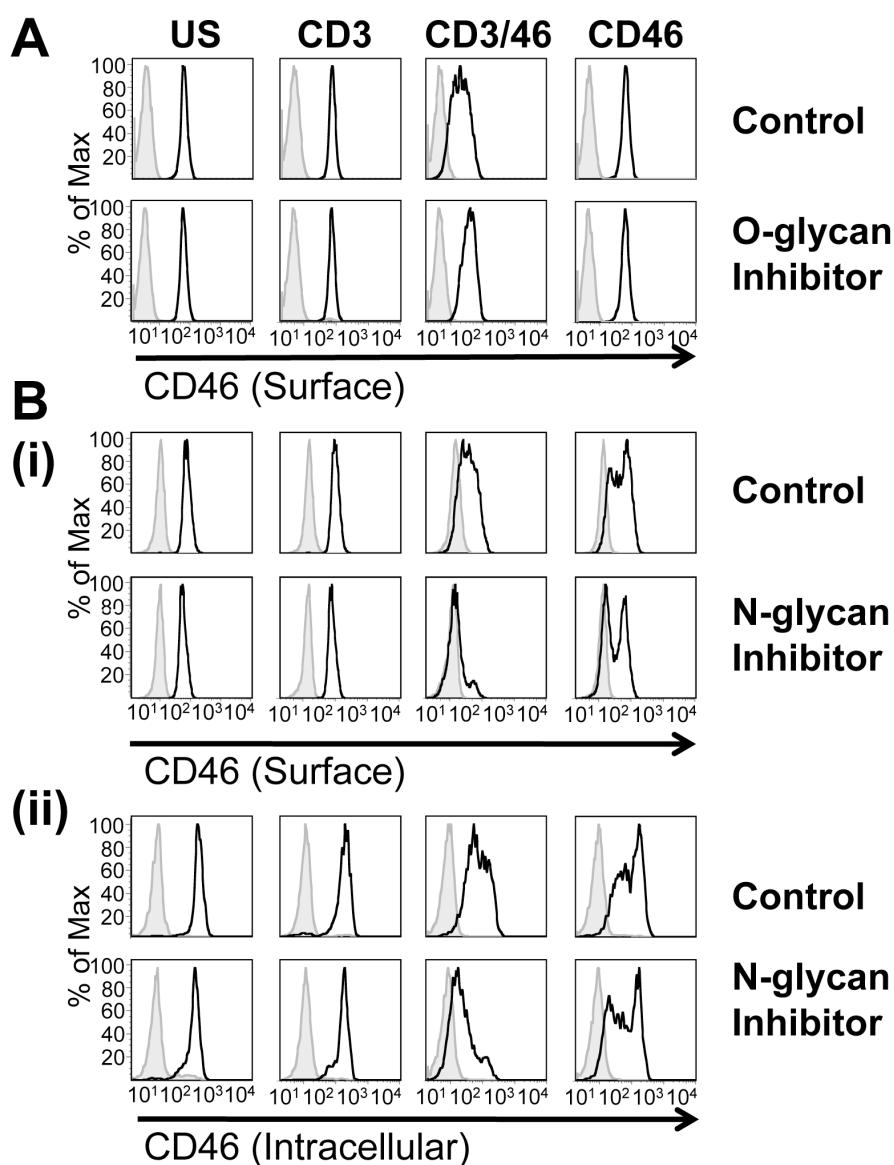 A
US CD3 CD3/46 CD46
100
80
60
40
20
Control
% of Max
100
80
60
40
20
O-glycan
Inhibitor
10¹ 10² 10³ 10⁴ 10¹ 10² 10³ 10⁴ 10¹ 10² 10³ 10⁴ 10¹ 10² 10³ 10⁴
CD46 (Surface)
B
(i)
100
80
60
40
20
Control
% of Max
100
80
60
40
20
N-glycan
Inhibitor
10¹ 10² 10³ 10⁴ 10¹ 10² 10³ 10⁴ 10¹ 10² 10³ 10⁴ 10¹ 10² 10³ 10⁴
CD46 (Surface)
(ii)
100
80
60
40
20
Control
% of Max
100
80
60
40
20
N-glycan
Inhibitor
10¹ 10² 10³ 10⁴ 10¹ 10² 10³ 10⁴ 10¹ 10² 10³ 10⁴ 10¹ 10² 10³ 10⁴
CD46 (Intracellular)